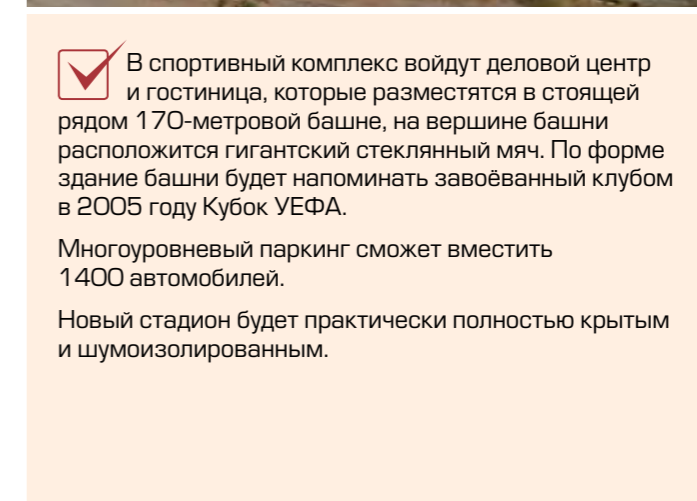 В спортивный комплекс войдут деловой центр
и гостиница, которые разместятся в стоящей
рядом 170-метровой башне, на вершине башни
расположится гигантский стеклянный мяч. По форме
здание башни будет напоминать завоёванный клубом
в 2005 году Кубок УЕФА.
Многоуровневый паркинг сможет вместить
1400 автомобилей.
Новый стадион будет практически полностью крытым
и шумоизолированным.